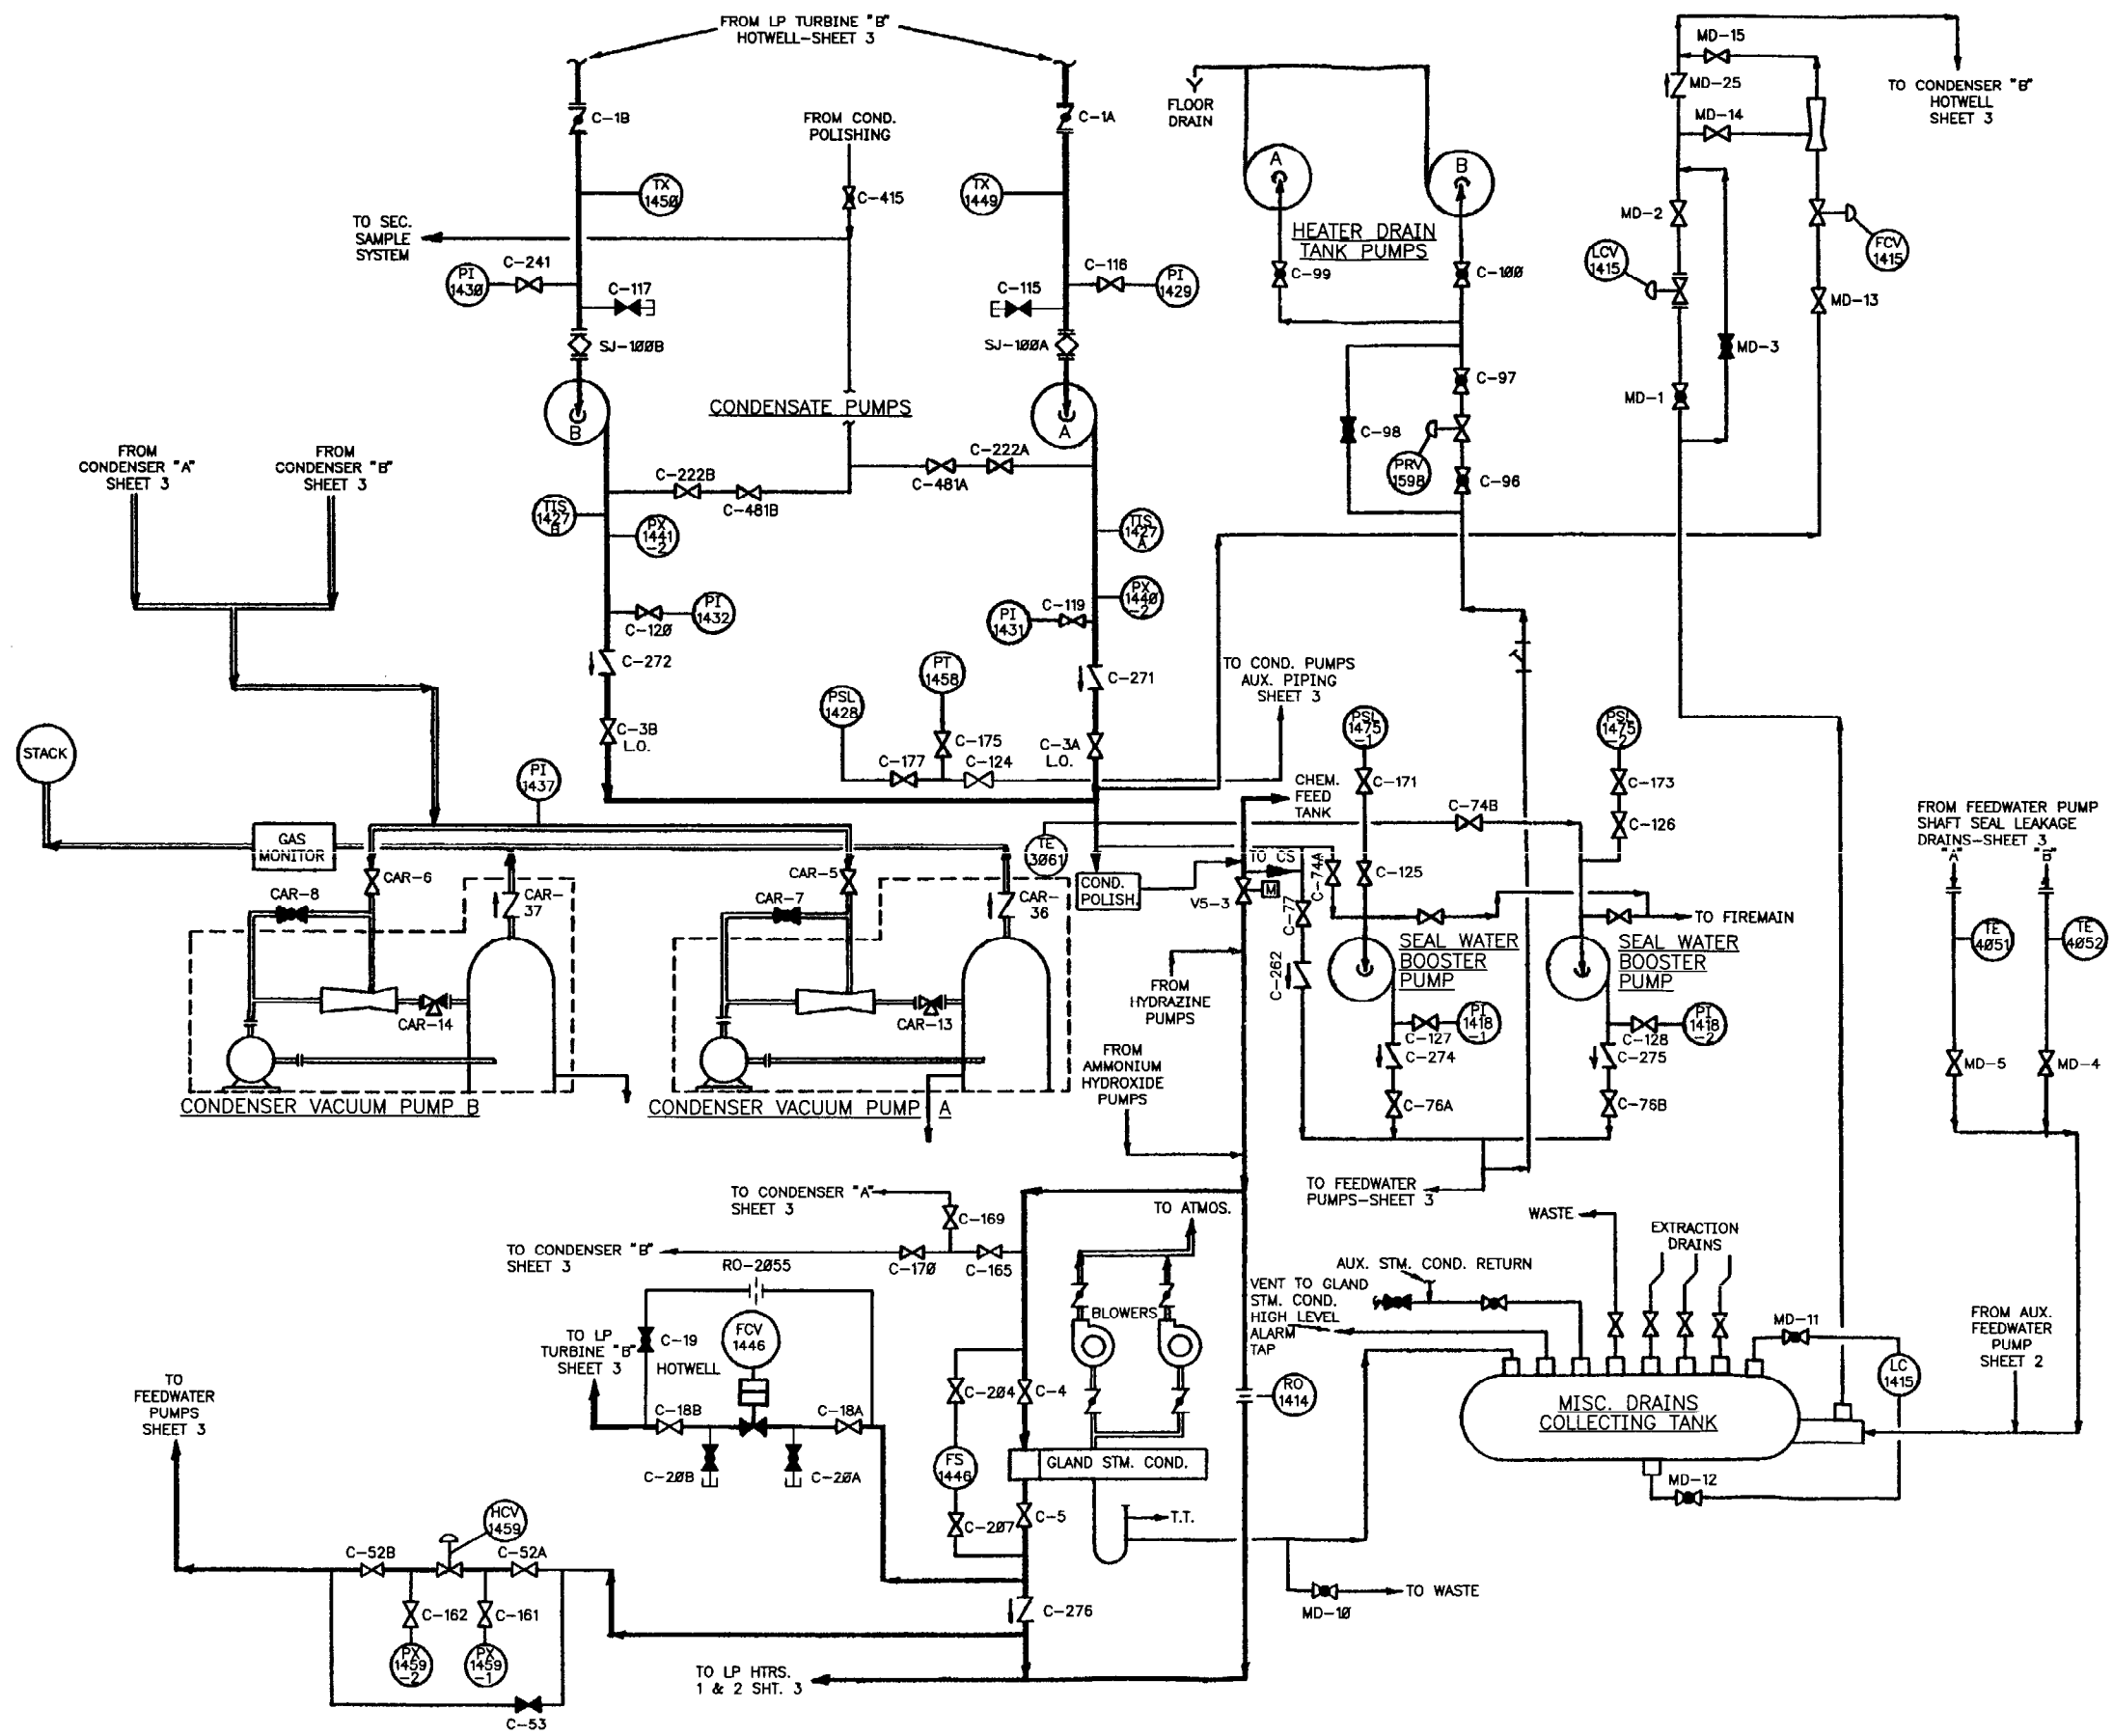 FROM LP TURBINE "B"
HOTWELL-SHEET 3
C-1B
C-1A
FROM COND.
POLISHING
FLOOR
DRAIN
MD-15
MD-25
MD-14
TO CONDENSER "B"
HOTWELL
SHEET 3
TX
1450
TX
1449
C-415
A
B
HEATER DRAIN
TANK PUMPS
MD-2
LCV
1415
FCV
1415
MD-13
TO SEC.
SAMPLE
SYSTEM
PI
1430
C-241
C-117
C-116
PI
1429
C-115
C-99
C-100
MD-3
MD-1
SJ-100B
SJ-100A
B
CONDENSATE PUMPS
A
C-97
C-98
PRV
1598
C-96
FROM
CONDENSER "A"
SHEET 3
FROM
CONDENSER "B"
SHEET 3
C-222B
C-481B
C-222A
C-481A
TIS
1427
B
PX
1441
-2
TIS
1427
A
PX
1440
-2
C-120
PI
1432
C-119
PI
1431
C-272
C-271
PT
1458
PSL
1428
TO COND. PUMPS
AUX. PIPING
SHEET 3
C-3B
L.O.
C-3A
L.O.
C-175
C-177
C-124
PSL
1475
-1
PSL
1475
-2
C-171
C-173
C-74B
C-126
STACK
PI
1437
GAS
MONITOR
CHEM.
FEED
TANK
TE
3061
TO CS
C-74A
C-125
FROM FEEDWATER PUMP
SHAFT SEAL LEAKAGE
DRAINS-SHEET 3
"A"
"B"
CAR-6
CAR-8
CAR-
37
CAR-5
CAR-7
CAR-
36
COND.
POLISH.
V5-3
M
C-77
TO FIREMAIN
C-262
SEAL WATER
BOOSTER
PUMP
SEAL WATER
BOOSTER
PUMP
TE
4051
TE
4052
FROM
HYDRAZINE
PUMPS
CAR-14
CAR-13
C-127
PI
1418
-1
C-128
PI
1418
-2
C-274
C-275
FROM
AMMONIUM
HYDROXIDE
PUMPS
MD-5
MD-4
C-76A
C-76B
CONDENSER VACUUM PUMP B
CONDENSER VACUUM PUMP A
TO FEEDWATER
PUMPS-SHEET 3
TO CONDENSER "A"
SHEET 3
C-169
TO ATMOS.
WASTE
EXTRACTION
DRAINS
TO CONDENSER "B"
SHEET 3
C-170
C-165
RO-2055
AUX. STM. COND. RETURN
VENT TO GLAND
STM. COND.
HIGH LEVEL
ALARM
TAP
BLOWERS
MD-11
FROM AUX.
FEEDWATER
PUMP
SHEET 2
LC
1415
TO LP
TURBINE "B"
SHEET 3
HOTWELL
C-19
FCV
1446
C-18B
C-18A
C-20B
C-20A
C-204
C-4
RO
1414
MISC. DRAINS
COLLECTING TANK
FS
1446
GLAND STM. COND.
MD-12
C-207
C-5
T.T.
TO
FEEDWATER
PUMPS
SHEET 3
HCV
1459
C-52B
C-52A
C-162
C-161
PX
1459
-2
PX
1459
-1
C-53
C-276
MD-10
TO WASTE
TO LP HTRS.
1 & 2 SHT. 3